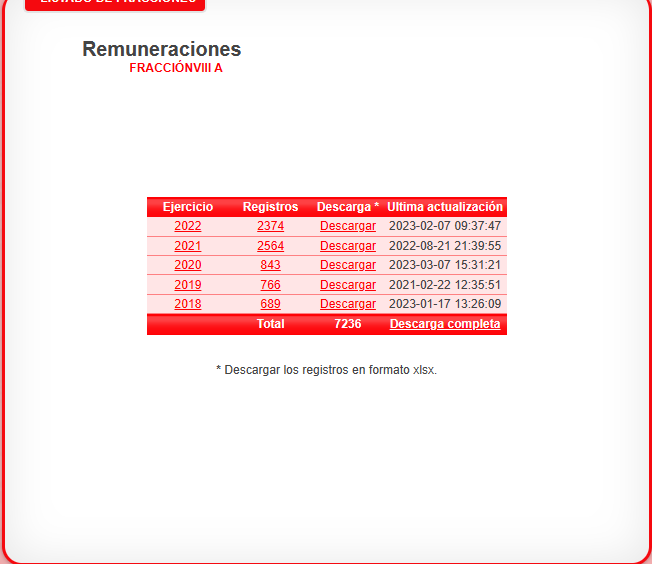 LISTADO DE FRACCIONES
Remuneraciones
FRACCIÓNVIII A
Ejercicio Registros Descarga * Ultima actualización
2022 2374 Descargar 2023-02-07 09:37:47
2021 2564 Descargar 2022-08-21 21:39:55
2020 843 Descargar 2023-03-07 15:31:21
2019 766 Descargar 2021-02-22 12:35:51
2018 689 Descargar 2023-01-17 13:26:09
Total 7236 Descarga completa
* Descargar los registros en formato xlsx.